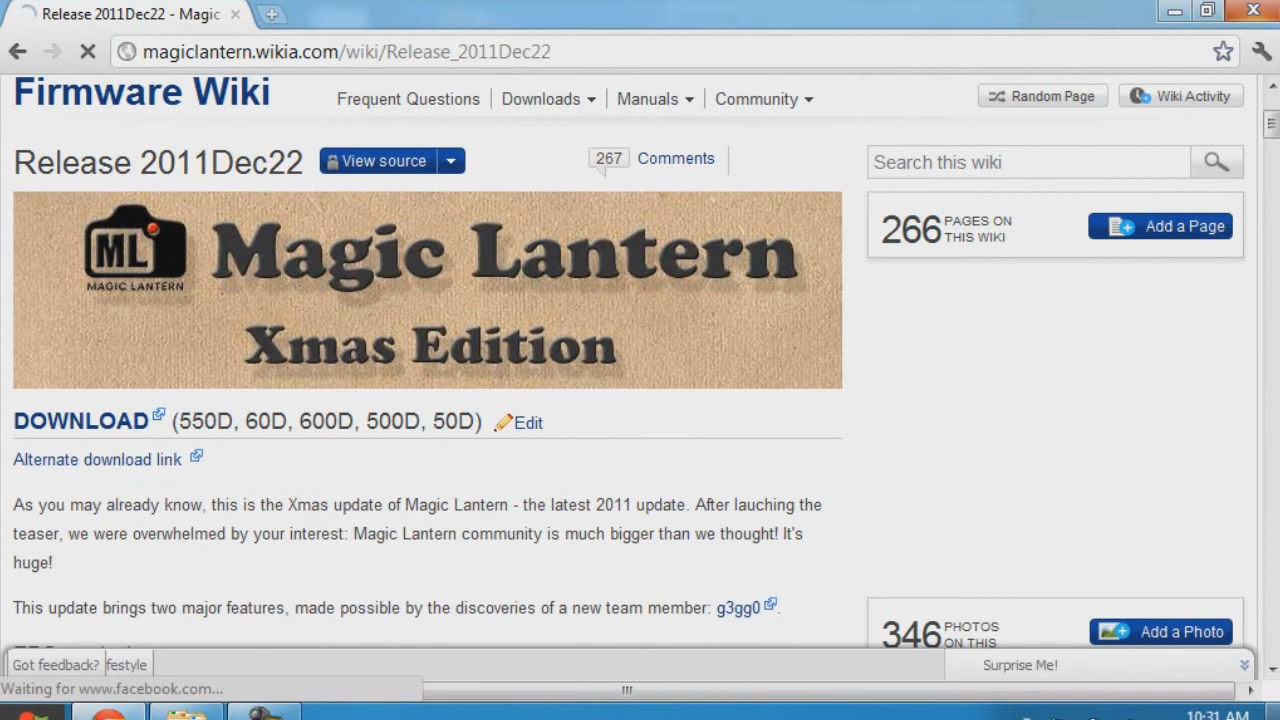 Release 2011Dec22 - Magic
magiclantern.wikia.com/wiki/Release_2011Dec22
Firmware Wiki
Frequent Questions
Downloads
Manuals
Community
Random Page
Wiki Activity
Release 2011Dec22
View source
267
Comments
Search this wiki
ML
MAGIC LANTERN
Magic Lantern
Xmas Edition
266 PAGES ON
THIS WIKI
Add a Page
DOWNLOAD (550D, 60D, 600D, 500D, 50D)
Edit
Alternate download link
As you may already know, this is the Xmas update of Magic Lantern - the latest 2011 update. After lauching the
teaser, we were overwhelmed by your interest: Magic Lantern community is much bigger than we thought! It's
huge!
This update brings two major features, made possible by the discoveries of a new team member: g3gg0.
346 PHOTOS
ON THIS
Add a Photo
Got feedback?
festyle
Surprise Me!
Waiting for www.facebook.com...
10:31 AM